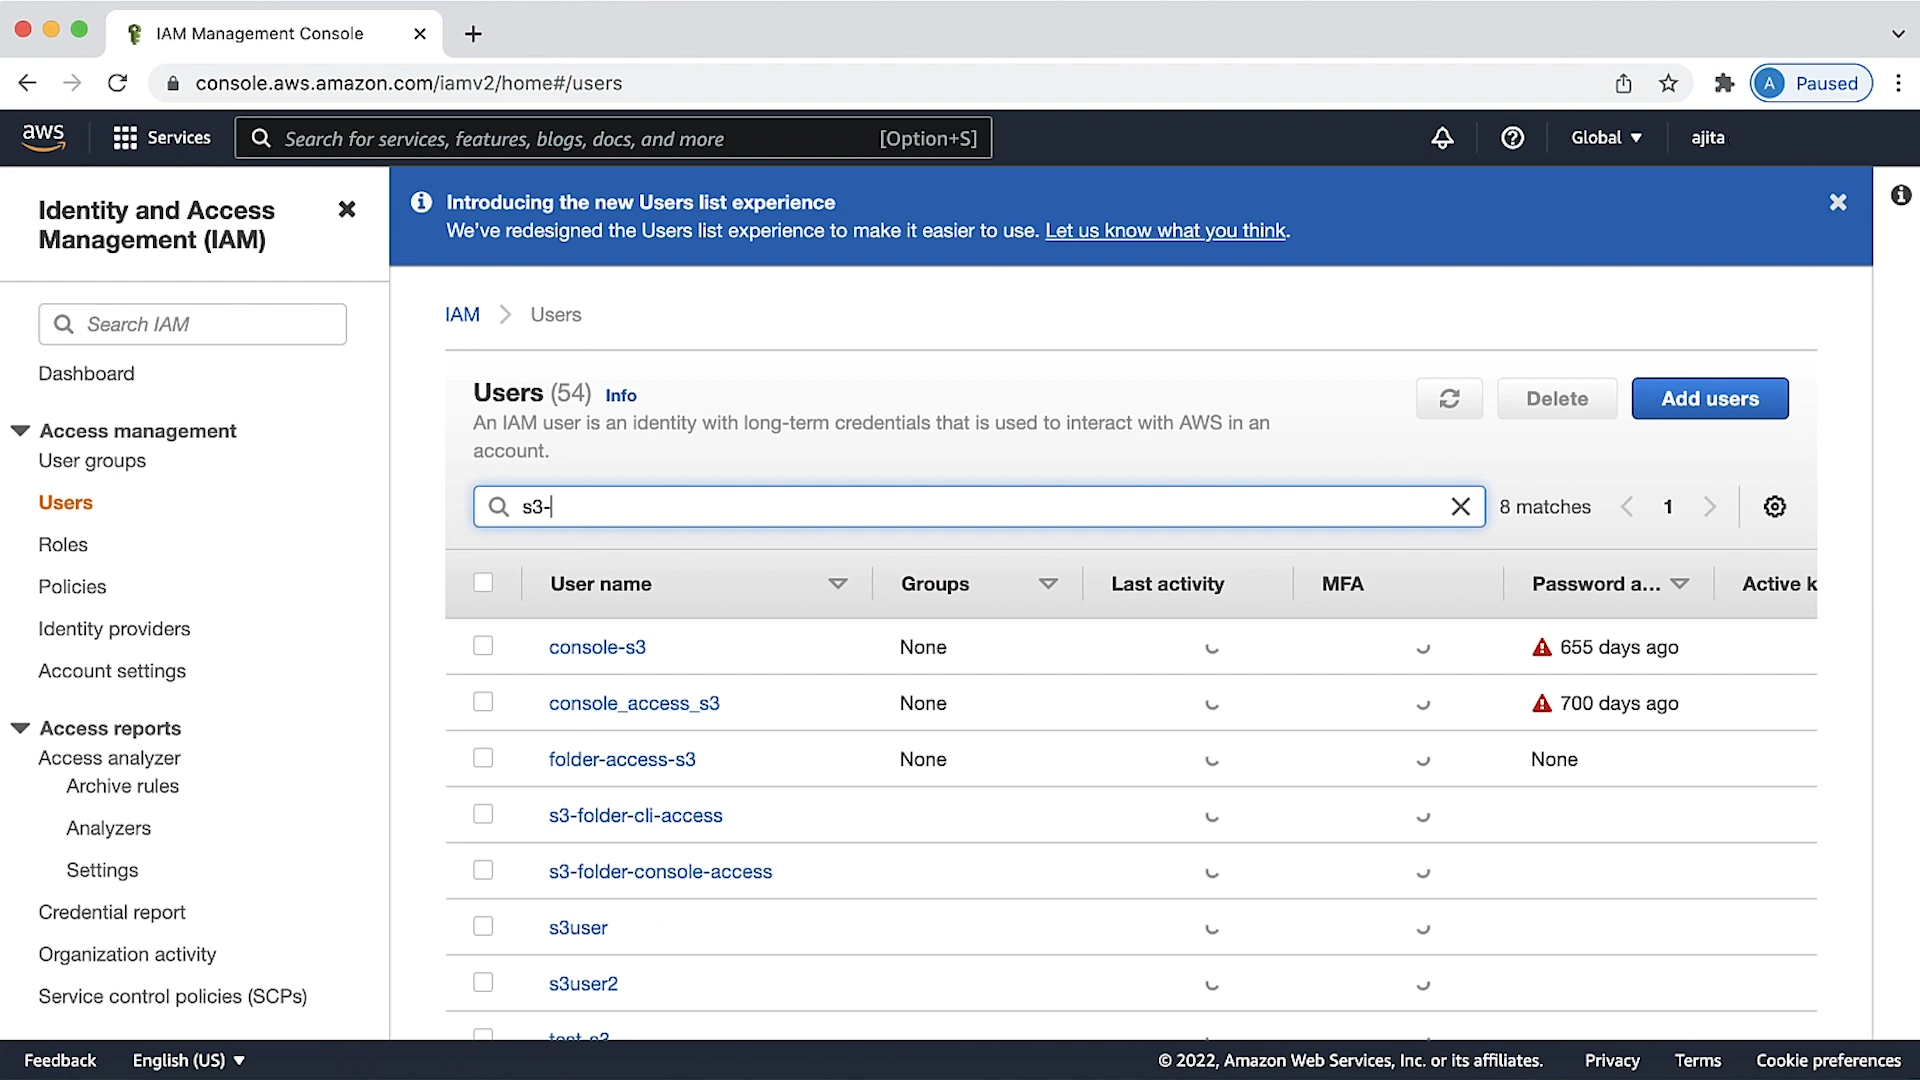 IAM Management Console
console.aws.amazon.com/iamv2/home#/users
A Paused
aws Services Search for services, features, blogs, docs, and more [Option+S] Global ajita
Identity and Access
Management (IAM)
Search IAM
Dashboard
Access management
User groups
Users
Roles
Policies
Identity providers
Account settings
Access reports
Access analyzer
Archive rules
Analyzers
Settings
Credential report
Organization activity
Service control policies (SCPs)
Introducing the new Users list experience
We've redesigned the Users list experience to make it easier to use. Let us know what you think.
IAM Users
Users (54) Info
An IAM user is an identity with long-term credentials that is used to interact with AWS in an
account.
Delete Add users
s3- 8 matches 1
User name Groups Last activity MFA Password a... Active k
console-s3 None 655 days ago
console_access_s3 None 700 days ago
folder-access-s3 None None
s3-folder-cli-access
s3-folder-console-access
s3user
s3user2
test-s3
Feedback English (US) © 2022, Amazon Web Services, Inc. or its affiliates. Privacy Terms Cookie preferences